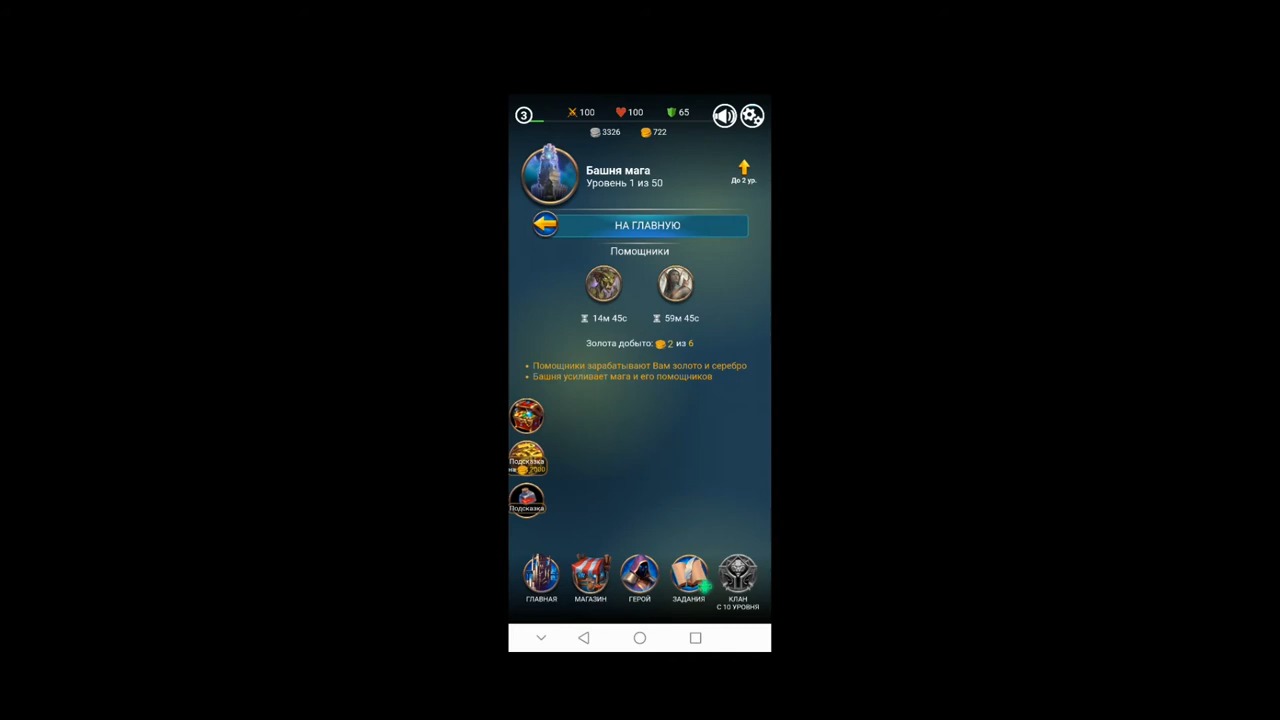 3
100
100
65
3326
722
Башня мага
Уровень 1 из 50
До 2 ур.
НА ГЛАВНУЮ
Помощники
14м 45с
59м 45с
Золота добыто: 2 из 6
• Помощники зарабатывают Вам золото и серебро
• Башня усиливает мага и его помощников
Подсказка
Подсказка
ГЛАВНАЯ
МАГАЗИН
ГЕРОЙ
ЗАДАНИЯ
КЛАН
С 10 УРОВНЯ